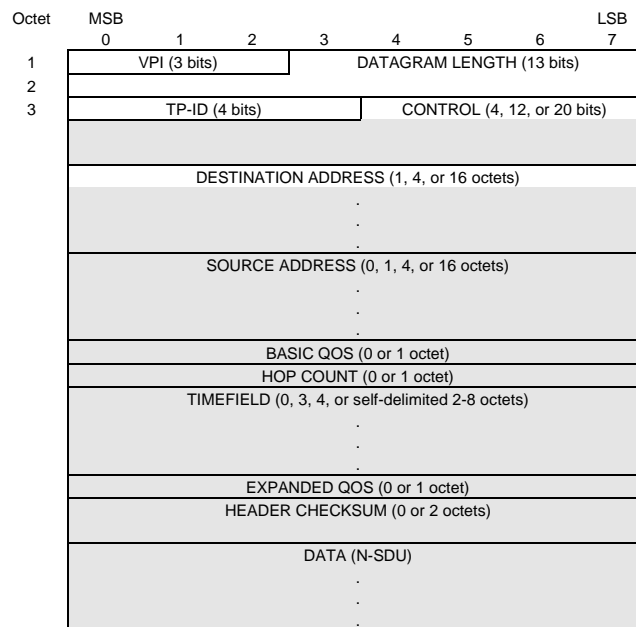 Octet MSB LSB
0 1 2 3 4 5 6 7
1 VPI (3 bits) DATAGRAM LENGTH (13 bits)
2
3 TP-ID (4 bits) CONTROL (4, 12, or 20 bits)
DESTINATION ADDRESS (1, 4, or 16 octets)
.
.
.
SOURCE ADDRESS (0, 1, 4, or 16 octets)
.
.
.
BASIC QOS (0 or 1 octet)
HOP COUNT (0 or 1 octet)
TIMEFIELD (0, 3, 4, or self-delimited 2-8 octets)
.
.
.
EXPANDED QOS (0 or 1 octet)
HEADER CHECKSUM (0 or 2 octets)
DATA (N-SDU)
.
.
.